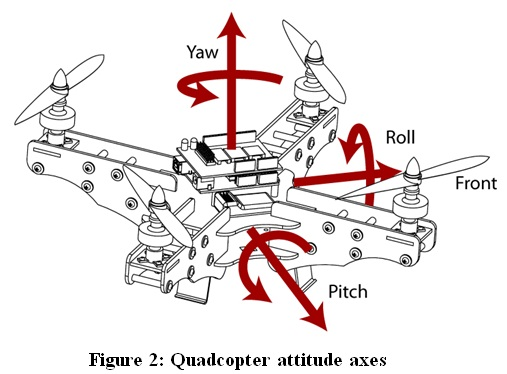 Yaw
Roll
Front
Pitch
Figure 2: Quadcopter attitude axes